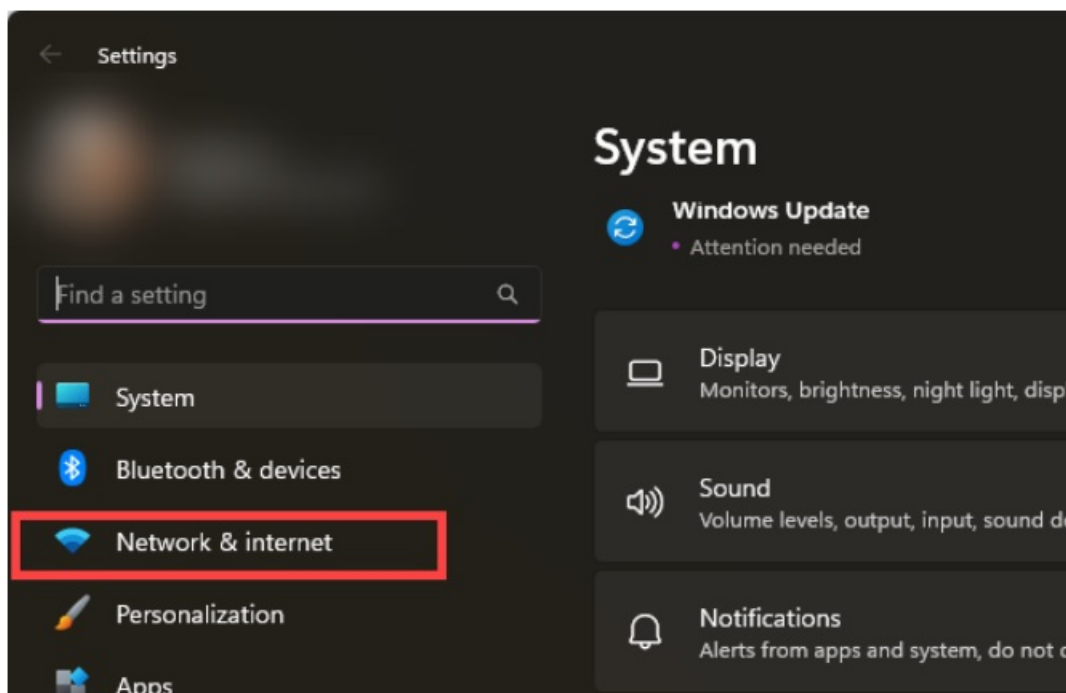 Settings
System
Windows Update
• Attention needed
Find a setting
System
Bluetooth & devices
Network & internet
Personalization
Apps
Display
Monitors, brightness, night light, disp
Sound
Volume levels, output, input, sound d
Notifications
Alerts from apps and system, do not